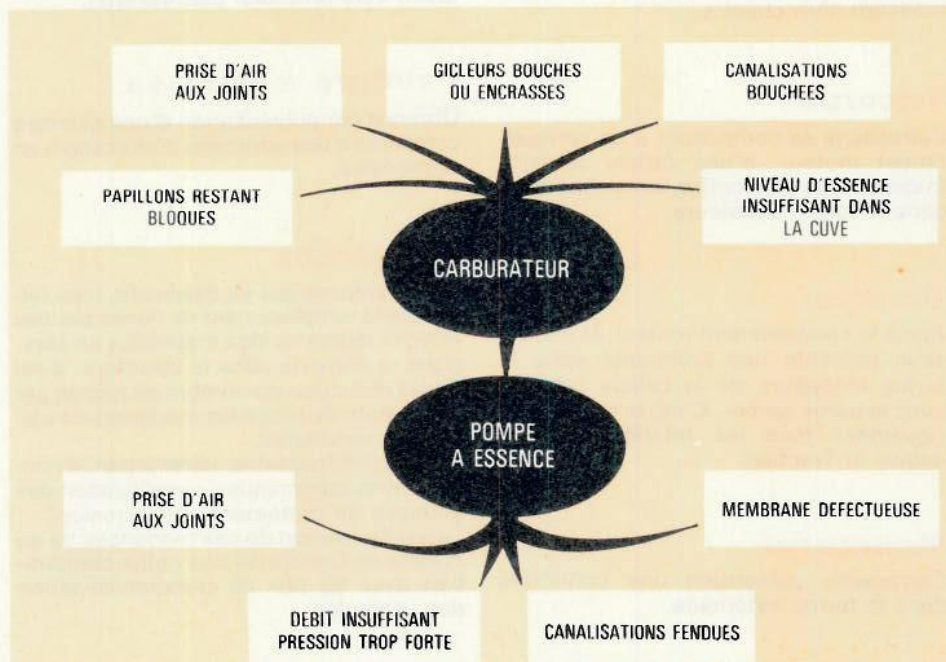 PRISE D'AIR
AUX JOINTS
GICLEURS BOUCHES
OU ENCRASSES
CANALISATIONS
BOUCHEES
PAPILLONS RESTANT
BLOQUES
NIVEAU D'ESSENCE
INSUFFISANT DANS
LA CUVE
CARBURATEUR
POMPE
A ESSENCE
PRISE D'AIR
AUX JOINTS
MEMBRANE DEFECTUEUSE
DEBIT INSUFFISANT
PRESSION TROP FORTE
CANALISATIONS FENDUES